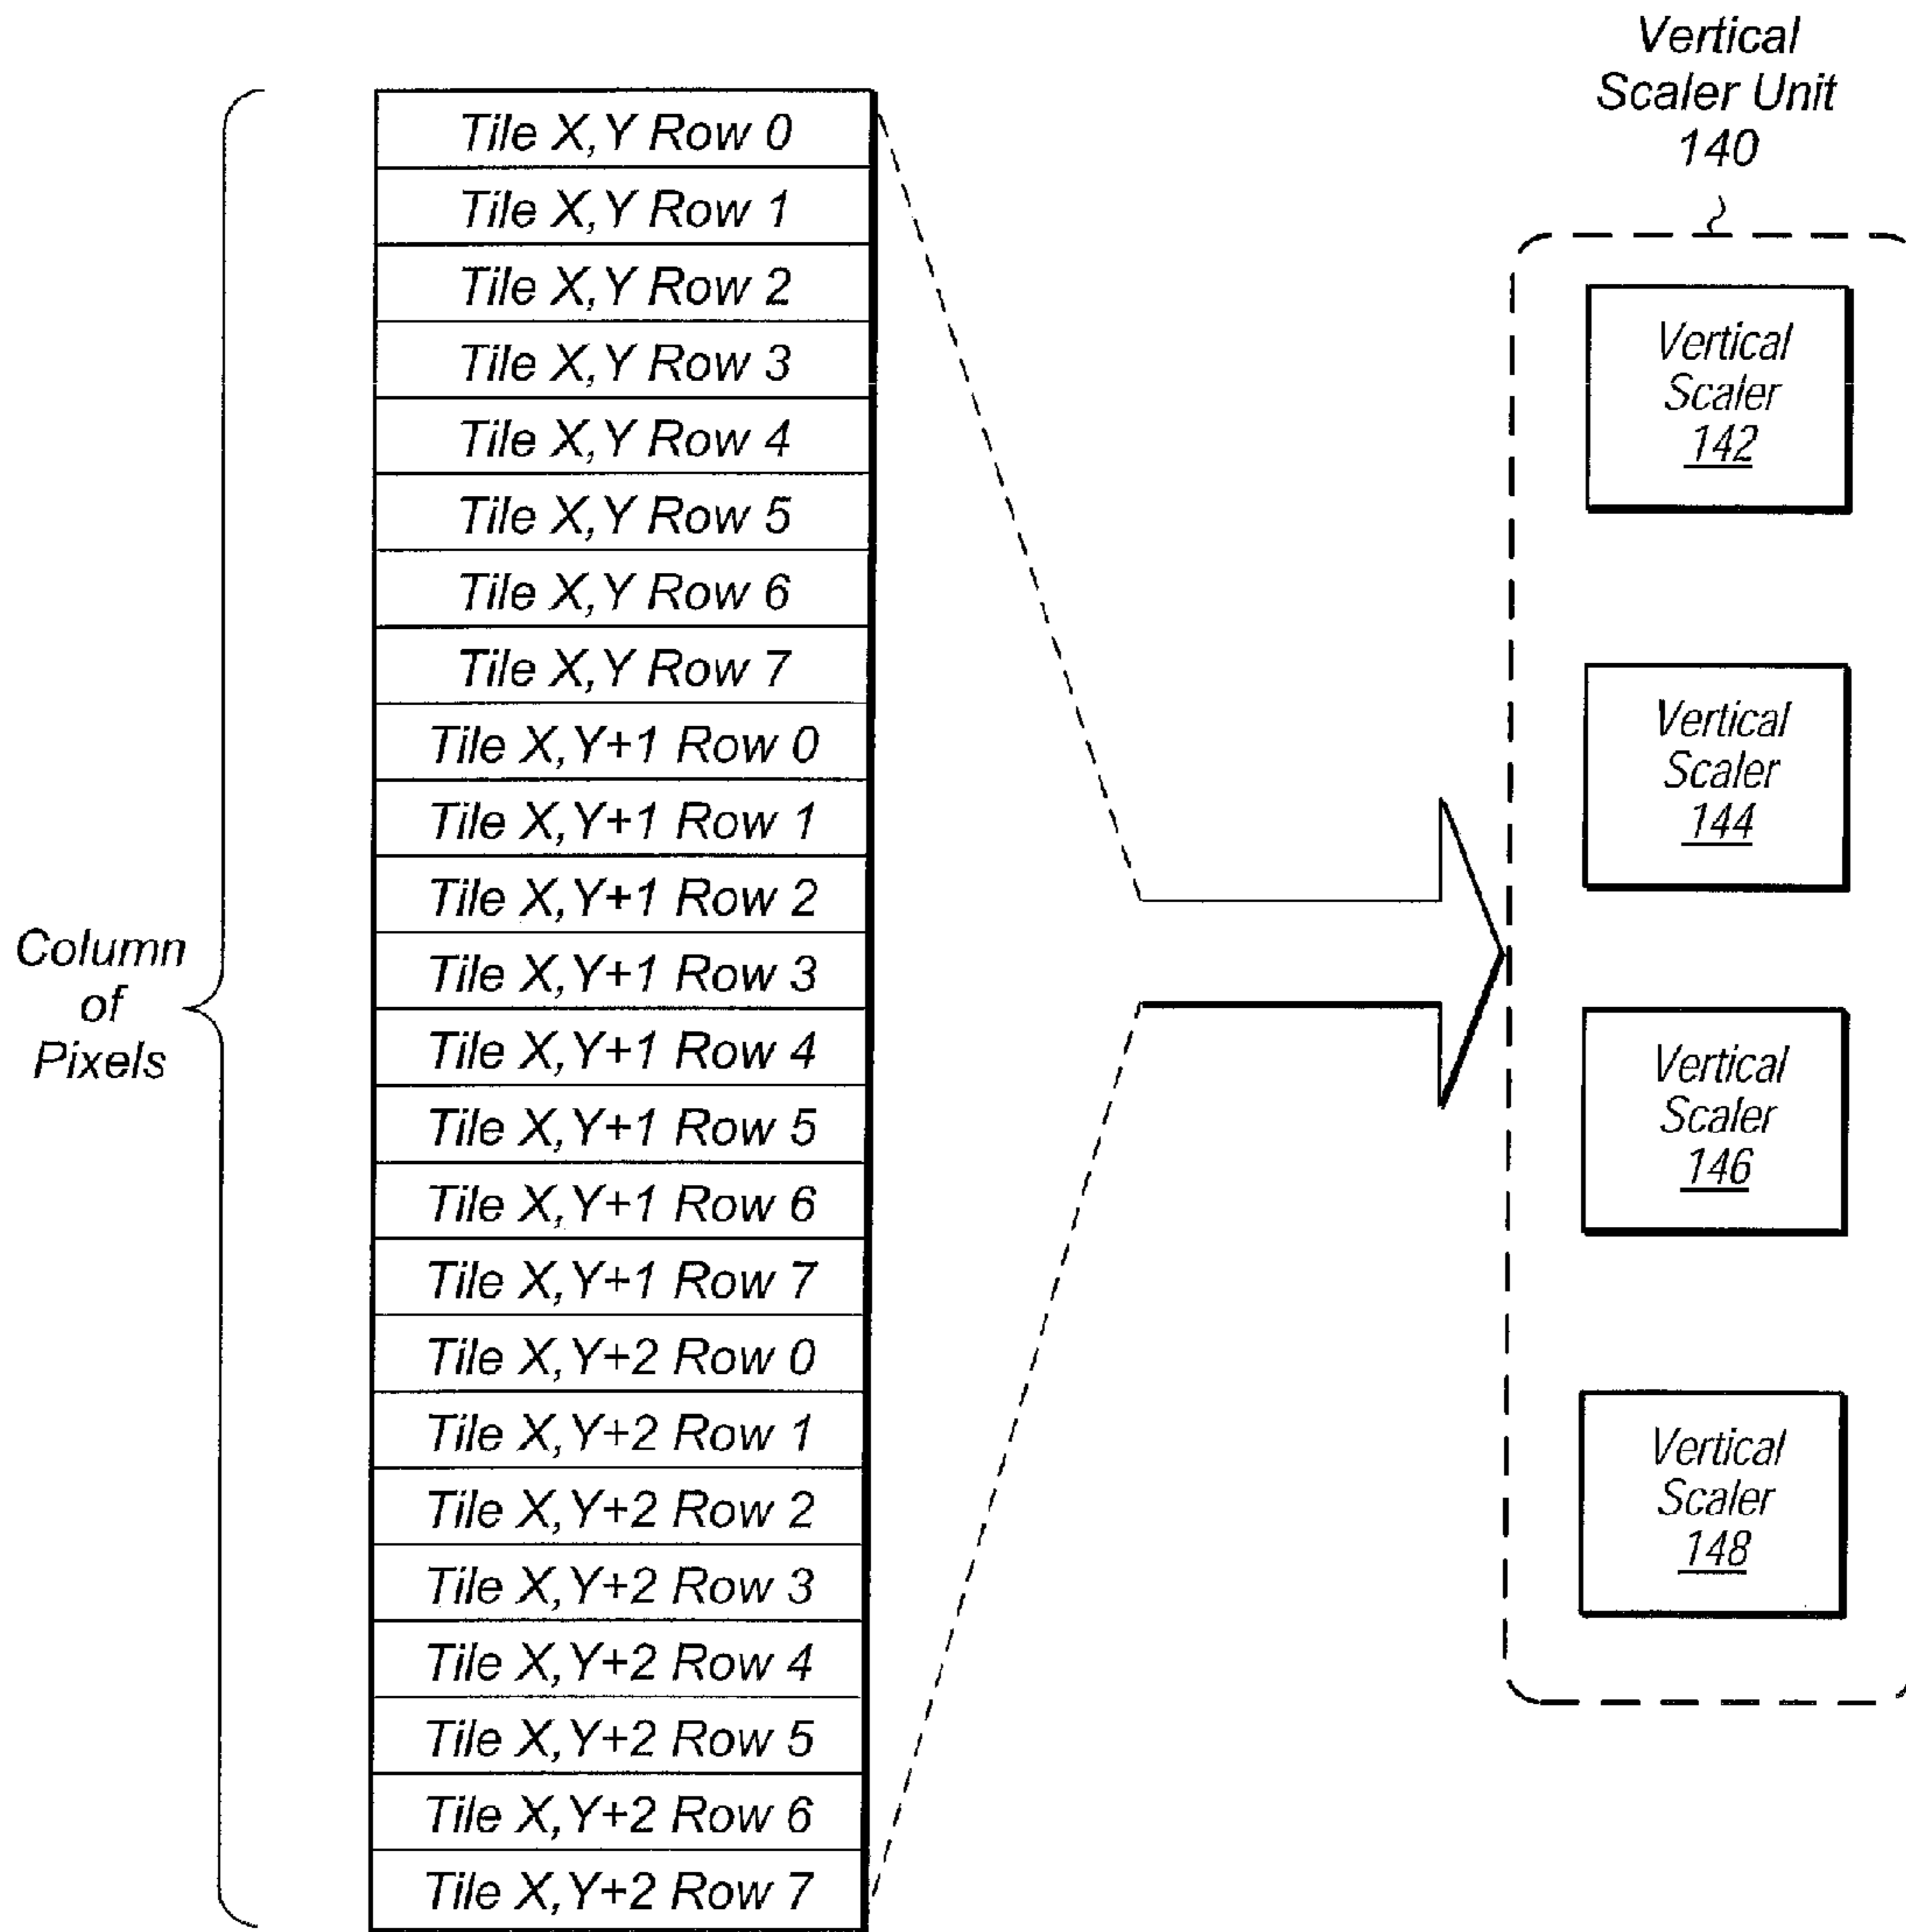 Vertical
Scaler Unit
140
Tile X,Y Row 0
Tile X,Y Row 1
Tile X,Y Row 2
Tile X,Y Row 3
Tile X,Y Row 4
Tile X,Y Row 5
Tile X,Y Row 6
Tile X,Y Row 7
Tile X,Y+1 Row 0
Tile X,Y+1 Row 1
Tile X,Y+1 Row 2
Tile X,Y+1 Row 3
Tile X,Y+1 Row 4
Tile X,Y+1 Row 5
Tile X,Y+1 Row 6
Tile X,Y+1 Row 7
Tile X,Y+2 Row 0
Tile X,Y+2 Row 1
Tile X,Y+2 Row 2
Tile X,Y+2 Row 3
Tile X,Y+2 Row 4
Tile X,Y+2 Row 5
Tile X,Y+2 Row 6
Tile X,Y+2 Row 7
Column
of
Pixels
Vertical
Scaler
142
Vertical
Scaler
144
Vertical
Scaler
146
Vertical
Scaler
148